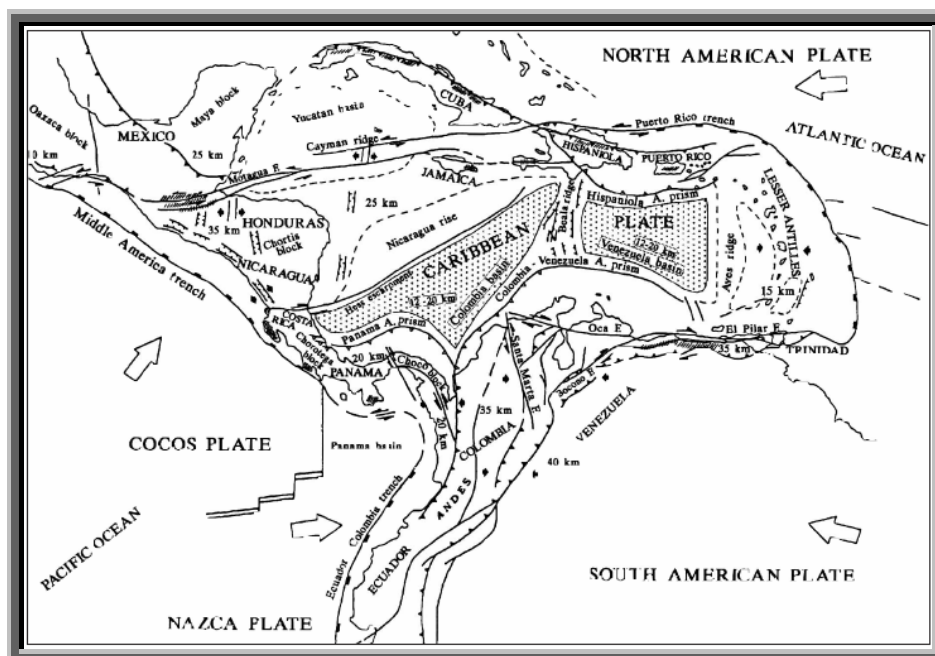 NORTH AMERICAN PLATE
CUBA
Maya block
Yucatan basin
Oaxaca block
MEXICO
Puerto Rico trench
ATLANTIC OCEAN
Cayman ridge
HISPANIOLA
PUERTO RICO
10 km
25 km
Motagua F.
JAMAICA
Hispaniola A. prism
LESSER ANTILLES
35 km
HONDURAS
25 km
Beata ridge
PLATE
Chortis block
Nicaragua rise
CARIBBEAN
12-20 km
Venezuela basin
Aves ridge
Middle America trench
NICARAGUA
Hess escarpment
Colombia basin
Venezuela A. prism
15 km
12-20 km
Colombia
COSTA RICA
Panama A. prism
Oca F.
El Pilar F.
Chorotega block
20 km
Choco block
35 km
TRINIDAD
PANAMA
Santa Marta F.
Bocono F.
VENEZUELA
35 km
20 km
COLOMBIA
COCOS PLATE
Panama basin
40 km
ANDES
Ecuador Colombia trench
PACIFIC OCEAN
ECUADOR
SOUTH AMERICAN PLATE
NAZCA PLATE